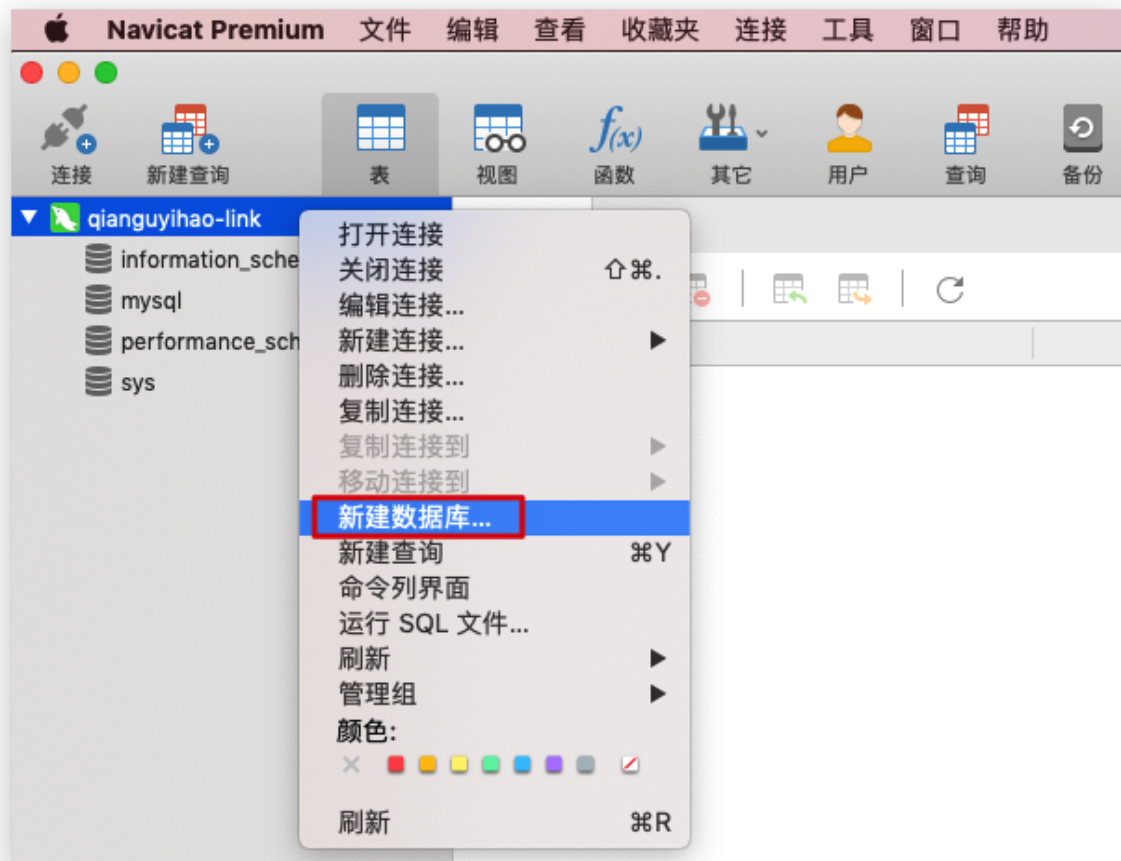 Navicat Premium 文件 编辑 查看 收藏夹 连接 工具 窗口 帮助
连接 新建查询 表 视图 函数 其它 用户 查询 备份
qianguyihao-link
information_sche
mysql
performance_sch
sys
打开连接
关闭连接 ⇧⌘.
编辑连接...
新建连接...
删除连接...
复制连接...
复制连接到
移动连接到
新建数据库...
新建查询 ⌘Y
命令列界面
运行 SQL 文件...
刷新
管理组
颜色:
刷新 ⌘R